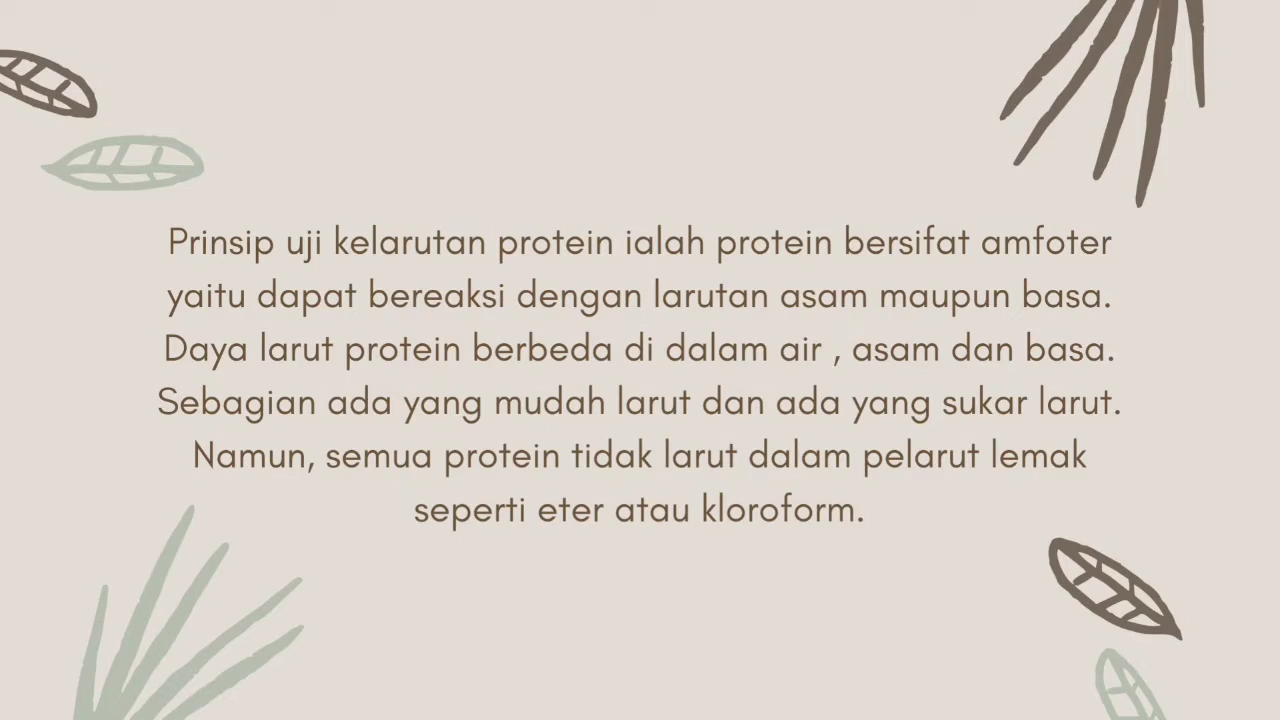 Prinsip uji kelarutan protein ialah protein bersifat amfoter
yaitu dapat bereaksi dengan larutan asam maupun basa.
Daya larut protein berbeda di dalam air , asam dan basa.
Sebagian ada yang mudah larut dan ada yang sukar larut.
Namun, semua protein tidak larut dalam pelarut lemak
seperti eter atau kloroform.